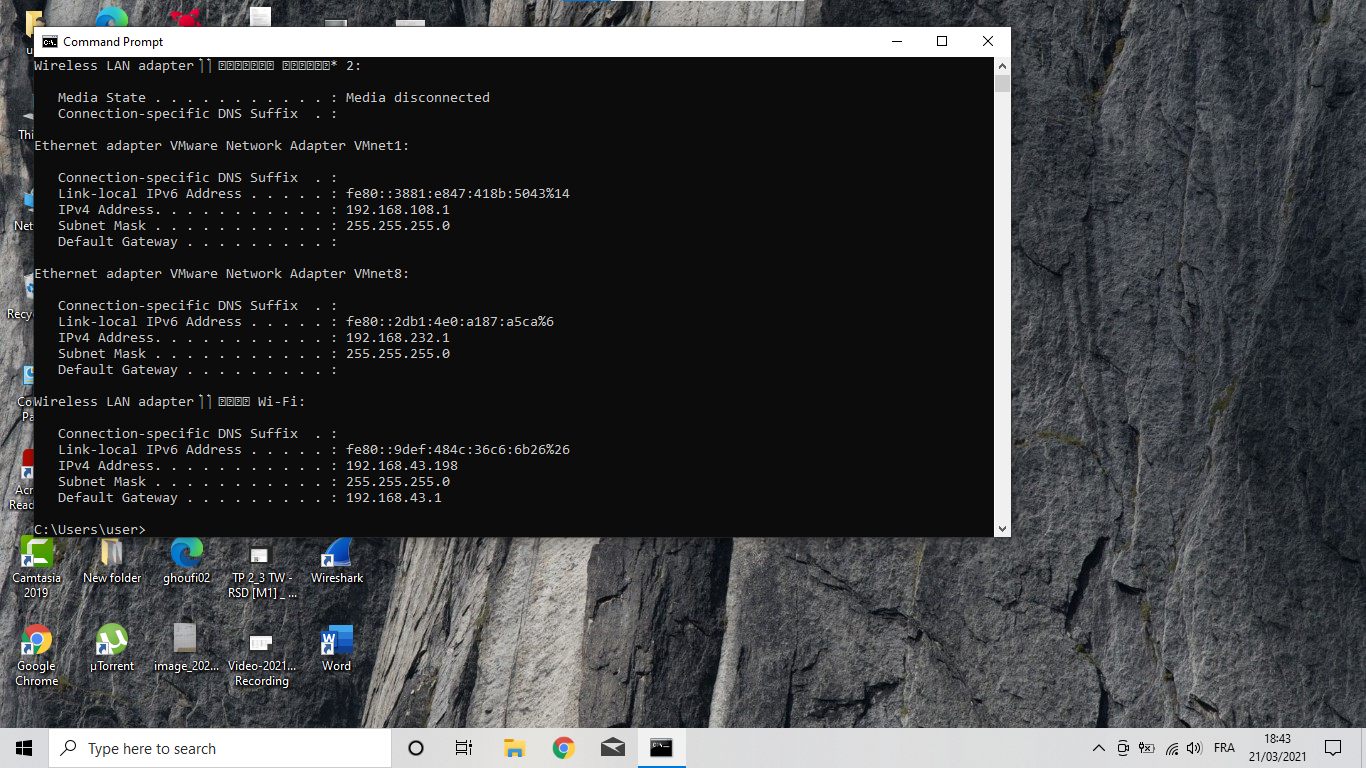 Command Prompt
Wireless LAN adapter * 2:
Media State . . . . . . . . . . . : Media disconnected
Connection-specific DNS Suffix  . :
Ethernet adapter VMware Network Adapter VMnet1:
Connection-specific DNS Suffix  . :
Link-local IPv6 Address . . . . . : fe80::3881:e847:418b:5043%14
IPv4 Address. . . . . . . . . . . : 192.168.108.1
Subnet Mask . . . . . . . . . . . : 255.255.255.0
Default Gateway . . . . . . . . . :
Ethernet adapter VMware Network Adapter VMnet8:
Connection-specific DNS Suffix  . :
Link-local IPv6 Address . . . . . : fe80::2db1:4e0:a187:a5ca%6
IPv4 Address. . . . . . . . . . . : 192.168.232.1
Subnet Mask . . . . . . . . . . . : 255.255.255.0
Default Gateway . . . . . . . . . :
Wireless LAN adapter Wi-Fi:
Connection-specific DNS Suffix  . :
Link-local IPv6 Address . . . . . : fe80::9def:484c:36c6:6b26%26
IPv4 Address. . . . . . . . . . . : 192.168.43.198
Subnet Mask . . . . . . . . . . . : 255.255.255.0
Default Gateway . . . . . . . . . : 192.168.43.1
C:\Users\user>
Thi
Net
Recy
Co
Pa
Acr
Read
Camtasia
2019
New folder
ghoufi02
TP 2_3 TW -
RSD [M1] _ ...
Wireshark
Google
Chrome
µTorrent
image_202...
Video-2021...
Recording
Word
Type here to search
FRA
18:43
21/03/2021